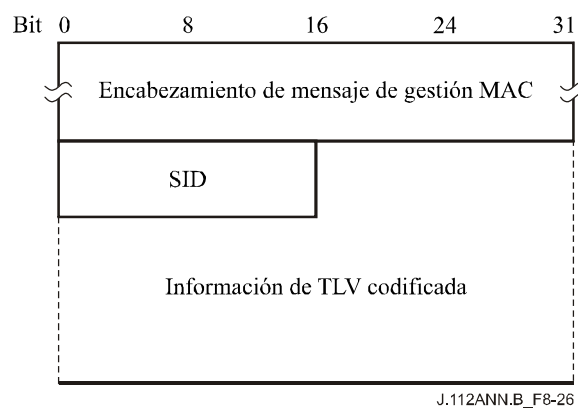 Bit 0 8 16 24 31
Encabezamiento de mensaje de gestión MAC
SID
Información de TLV codificada
J.112ANN.B_F8-26